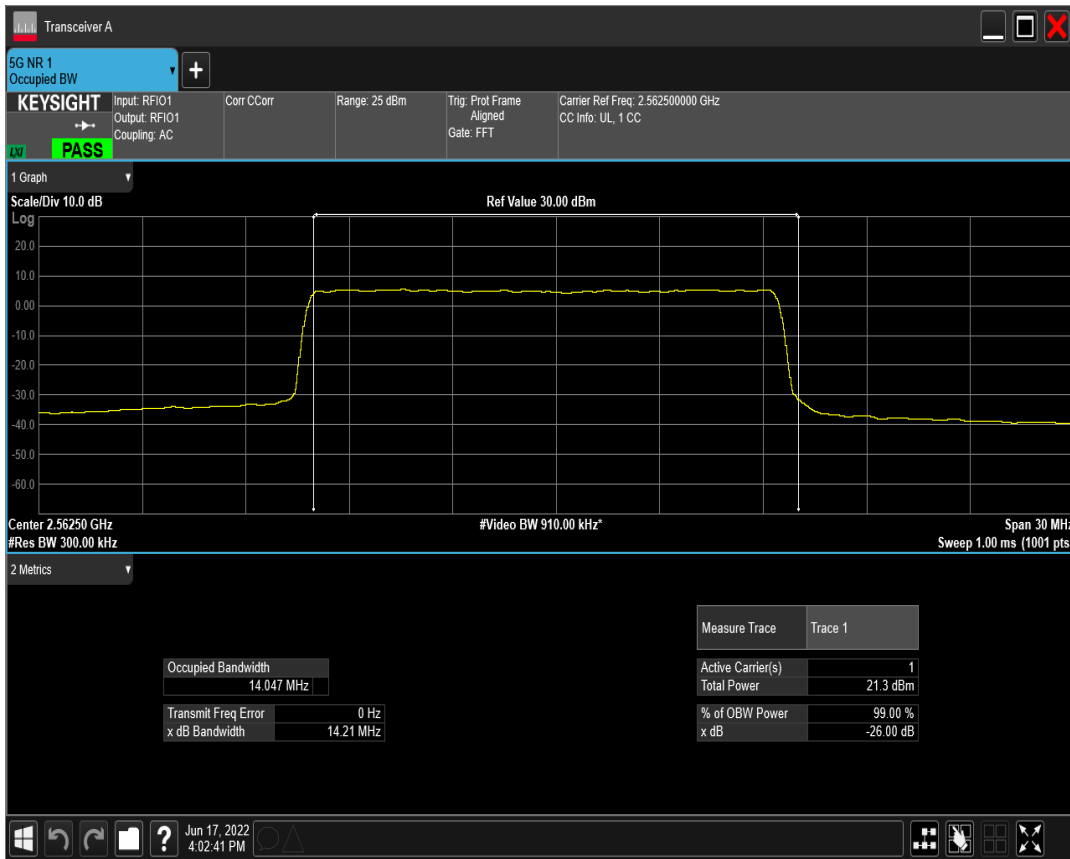 Transceiver A
5G NR 1
Occupied BW
+
KEYSIGHT
LXI
PASS
Input: RFIO1
Output: RFIO1
Coupling: AC
Corr CCorr
Range: 25 dBm
Trig: Prot Frame
Aligned
Gate: FFT
Carrier Ref Freq: 2.562500000 GHz
CC Info: UL, 1 CC
1 Graph
Scale/Div 10.0 dB
Ref Value 30.00 dBm
Log
20.0
10.0
0.00
-10.0
-20.0
-30.0
-40.0
-50.0
-60.0
Center 2.56250 GHz
#Video BW 910.00 kHz*
Span 30 MHz
#Res BW 300.00 kHz
Sweep 1.00 ms (1001 pts
2 Metrics
Measure Trace Trace 1
Occupied Bandwidth
14.047 MHz
Active Carrier(s) 1
Total Power 21.3 dBm
Transmit Freq Error 0 Hz
x dB Bandwidth 14.21 MHz
% of OBW Power 99.00 %
x dB -26.00 dB
?
Jun 17, 2022
4:02:41 PM